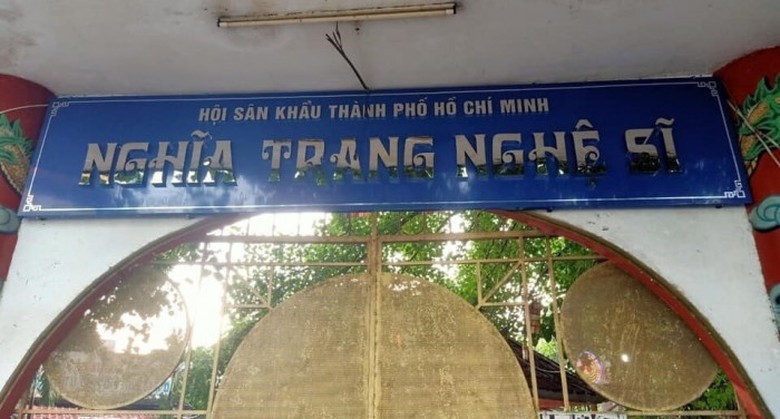 HỘI SÂN KHẤU THÀNH PHỐ HỒ CHÍ MINH
NGHĨA TRANG NGHỆ SĨ